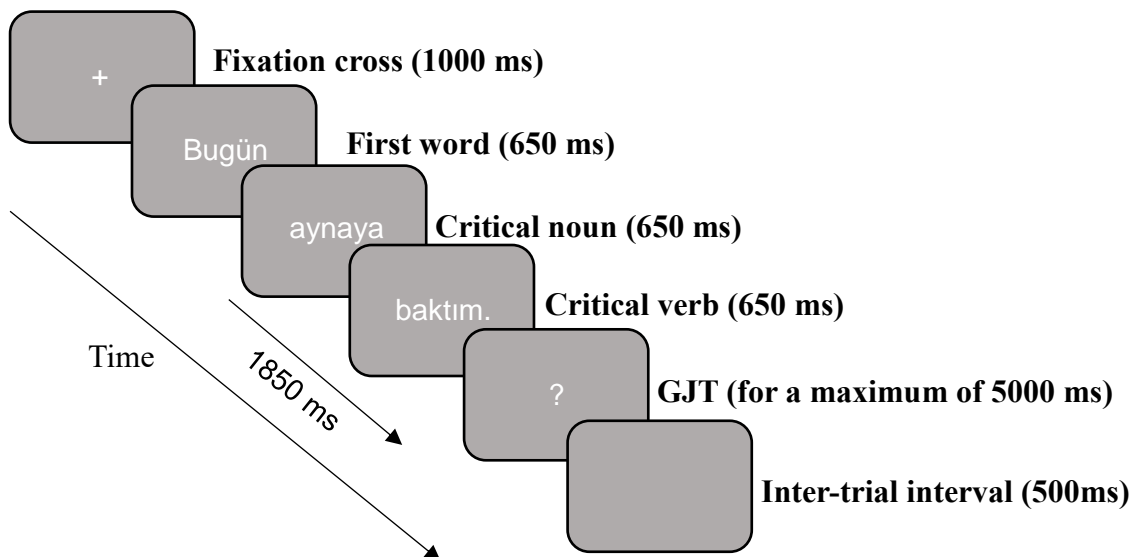 +
Fixation cross (1000 ms)
Bugün
First word (650 ms)
aynaya
Critical noun (650 ms)
baktım.
Critical verb (650 ms)
Time
1850 ms
?
GJT (for a maximum of 5000 ms)
Inter-trial interval (500ms)